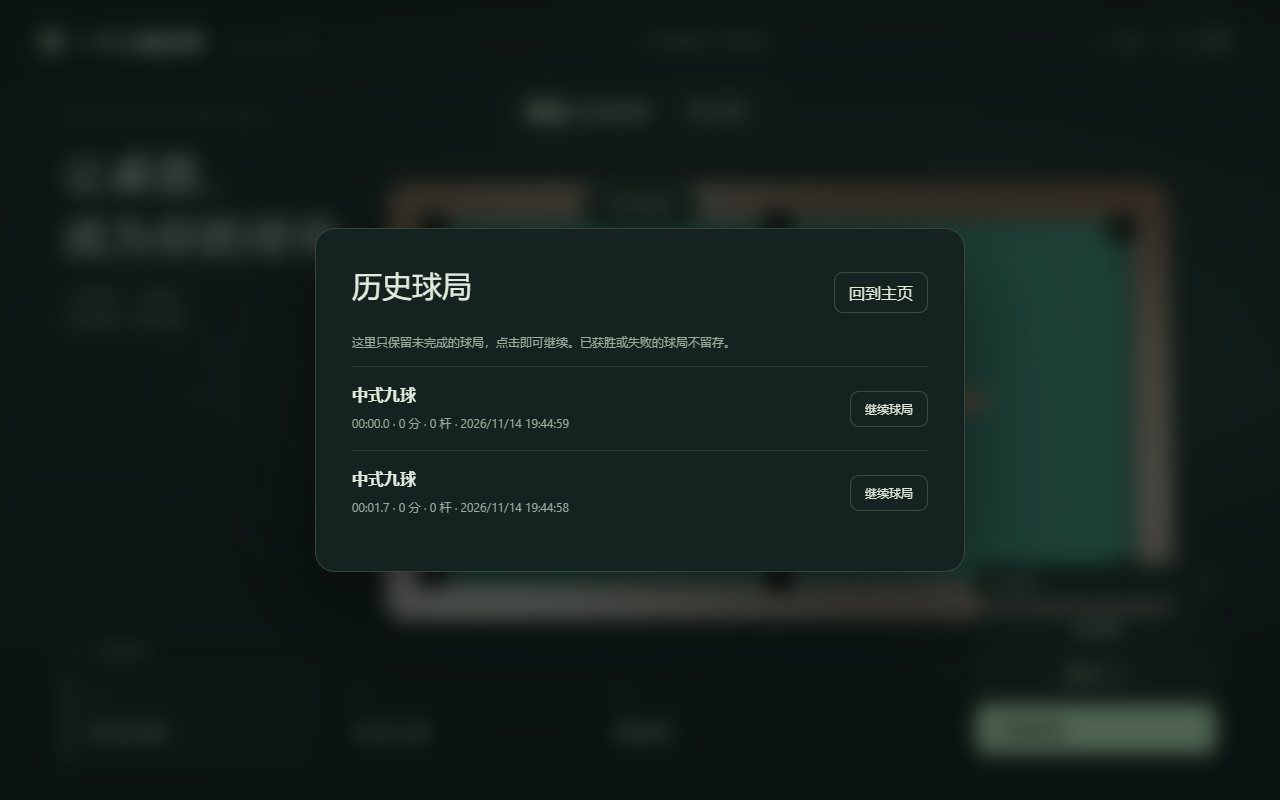 历史球局
回到主页
这里只保留未完成的球局，点击即可继续。已获胜或失败的球局不留存。
中式九球
00:00.0 · 0 分 · 0 杆 · 2026/11/14 19:44:59
继续球局
中式九球
00:01.7 · 0 分 · 0 杆 · 2026/11/14 19:44:58
继续球局